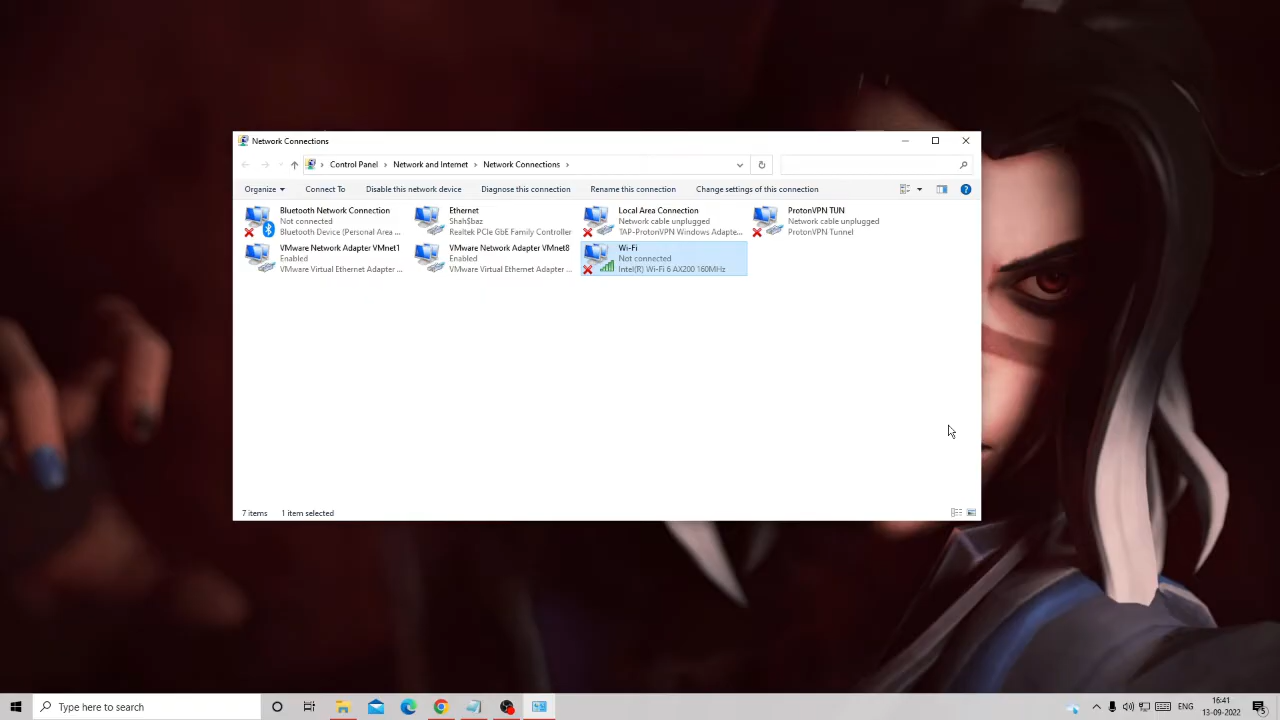 Network Connections
Control Panel > Network and Internet > Network Connections >
Organize Connect To Disable this network device Diagnose this connection Rename this connection Change settings of this connection
Bluetooth Network Connection
Not connected
Bluetooth Device (Personal Area ...
Ethernet
Shah$baz
Realtek PCIe GbE Family Controller
Local Area Connection
Network cable unplugged
TAP-ProtonVPN Windows Adapte...
ProtonVPN TUN
Network cable unplugged
ProtonVPN Tunnel
VMware Network Adapter VMnet1
Enabled
VMware Virtual Ethernet Adapter ...
VMware Network Adapter VMnet8
Enabled
VMware Virtual Ethernet Adapter ...
Wi-Fi
Not connected
Intel(R) Wi-Fi 6 AX200 160MHz
7 items 1 item selected
Type here to search
ENG
16:41
13-09-2022
5